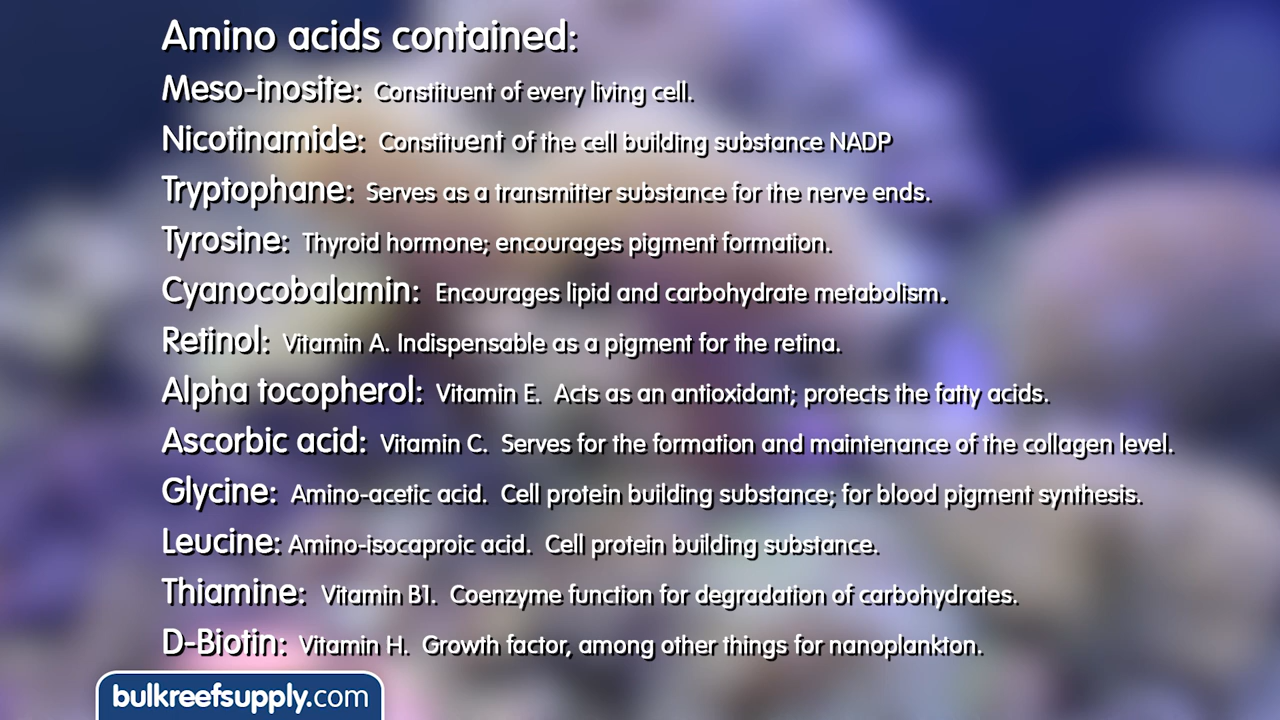 Amino acids contained:
Meso-inosite: Constituent of every living cell.
Nicotinamide: Constituent of the cell building substance NADP
Tryptophane: Serves as a transmitter substance for the nerve ends.
Tyrosine: Thyroid hormone; encourages pigment formation.
Cyanocobalamin: Encourages lipid and carbohydrate metabolism.
Retinol: Vitamin A. Indispensable as a pigment for the retina.
Alpha tocopherol: Vitamin E. Acts as an antioxidant; protects the fatty acids.
Ascorbic acid: Vitamin C. Serves for the formation and maintenance of the collagen level.
Glycine: Amino-acetic acid. Cell protein building substance; for blood pigment synthesis.
Leucine: Amino-isocaproic acid. Cell protein building substance.
Thiamine: Vitamin B1. Coenzyme function for degradation of carbohydrates.
D-Biotin: Vitamin H. Growth factor, among other things for nanoplankton.
bulkreefsupply.com